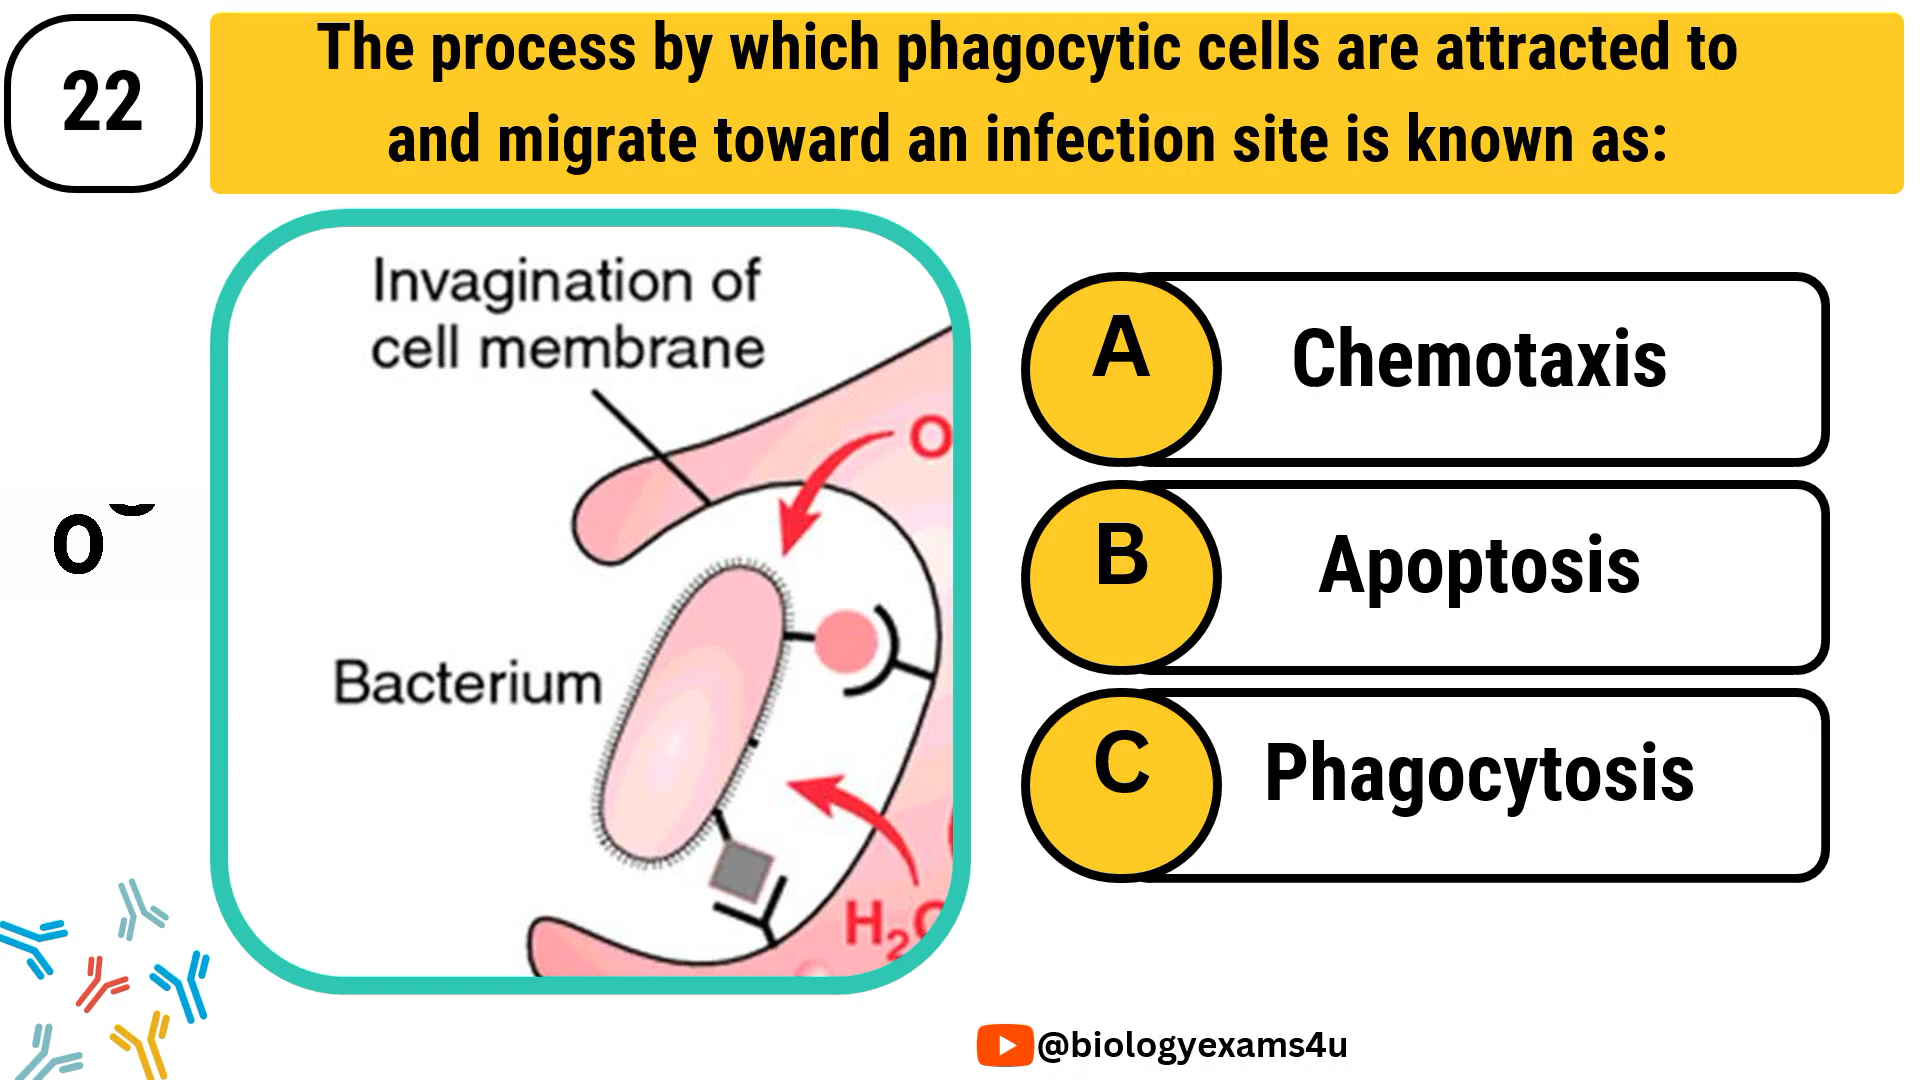 22
The process by which phagocytic cells are attracted to
and migrate toward an infection site is known as:
Invagination of
cell membrane
O
Bacterium
H₂O
A
Chemotaxis
B
Apoptosis
C
Phagocytosis
@biologyexams4u